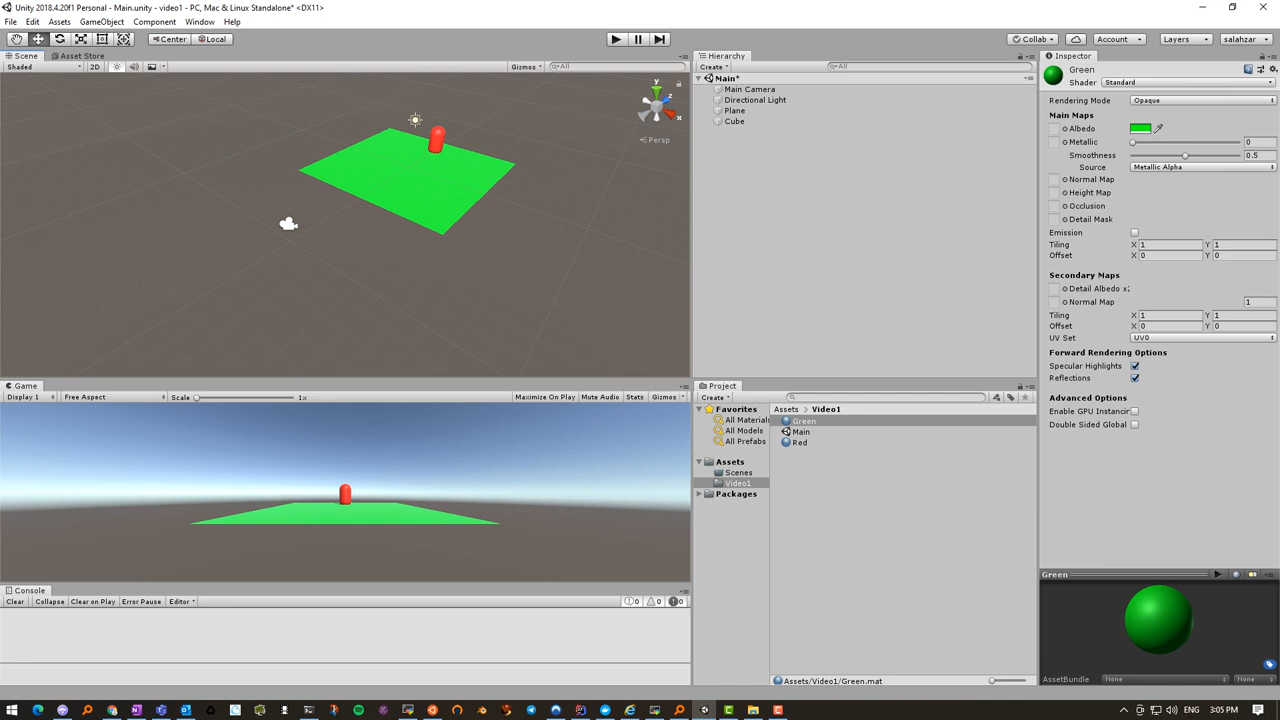 Unity 2018.4.20f1 Personal - Main.unity - video1 - PC, Mac & Linux Standalone* <DX11>
File Edit Assets GameObject Component Window Help
Center Local Collab Account Layers salahzar
Scene Asset Store
Shaded 2D Gizmos All
y
z
x
Persp
Hierarchy
Create All
Main*
Main Camera
Directional Light
Plane
Cube
Inspector
Green
Shader Standard
Rendering Mode Opaque
Main Maps
Albedo
Metallic 0
Smoothness 0.5
Source Metallic Alpha
Normal Map
Height Map
Occlusion
Detail Mask
Emission
Tiling X 1 Y 1
Offset X 0 Y 0
Secondary Maps
Detail Albedo x2
Normal Map 1
Tiling X 1 Y 1
Offset X 0 Y 0
UV Set UV0
Forward Rendering Options
Specular Highlights
Reflections
Advanced Options
Enable GPU Instancin
Double Sided Global
Game
Display 1 Free Aspect Scale 1x Maximize On Play Mute Audio Stats Gizmos
Project
Create
Favorites
All Material
All Models
All Prefabs
Assets
Scenes
Video1
Packages
Assets Video1
Green
Main
Red
Assets/Video1/Green.mat
Console
Clear Collapse Clear on Play Error Pause Editor 0 0 0
Green
AssetBundle None None
ENG 3:05 PM